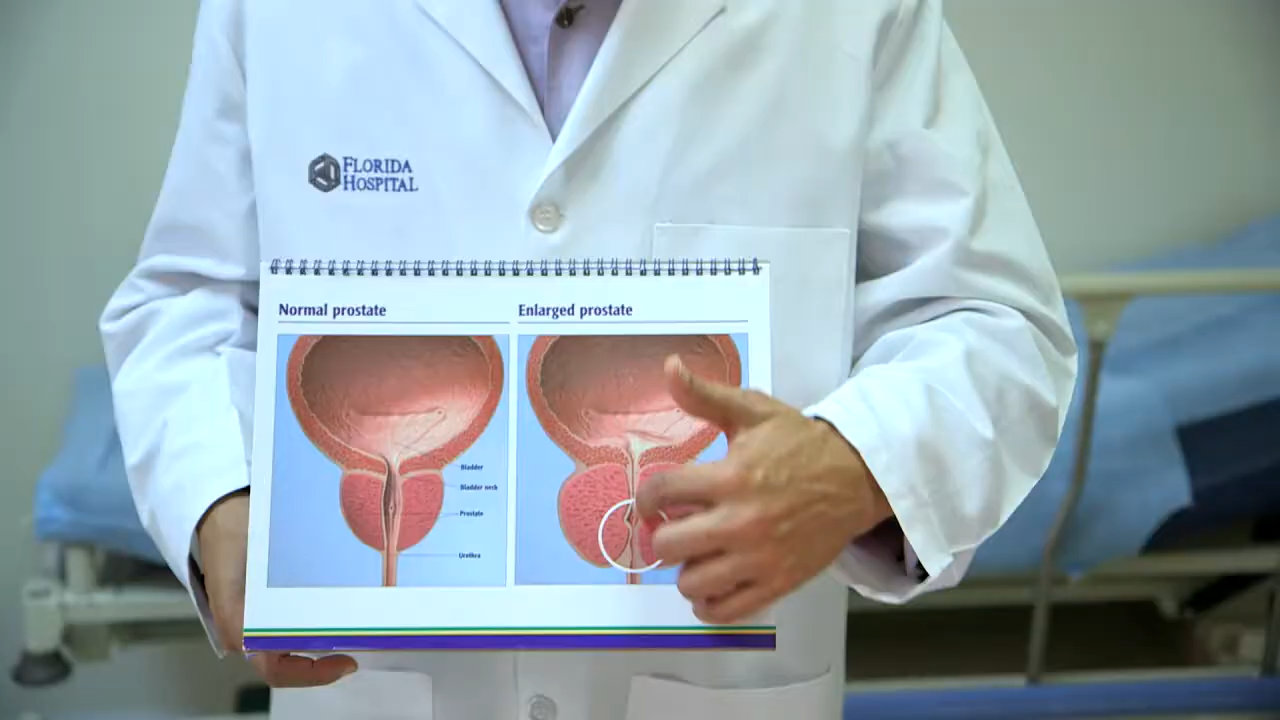 FLORIDA
HOSPITAL
Normal prostate
Enlarged prostate
Bladder
Bladder neck
Prostate
Urethra